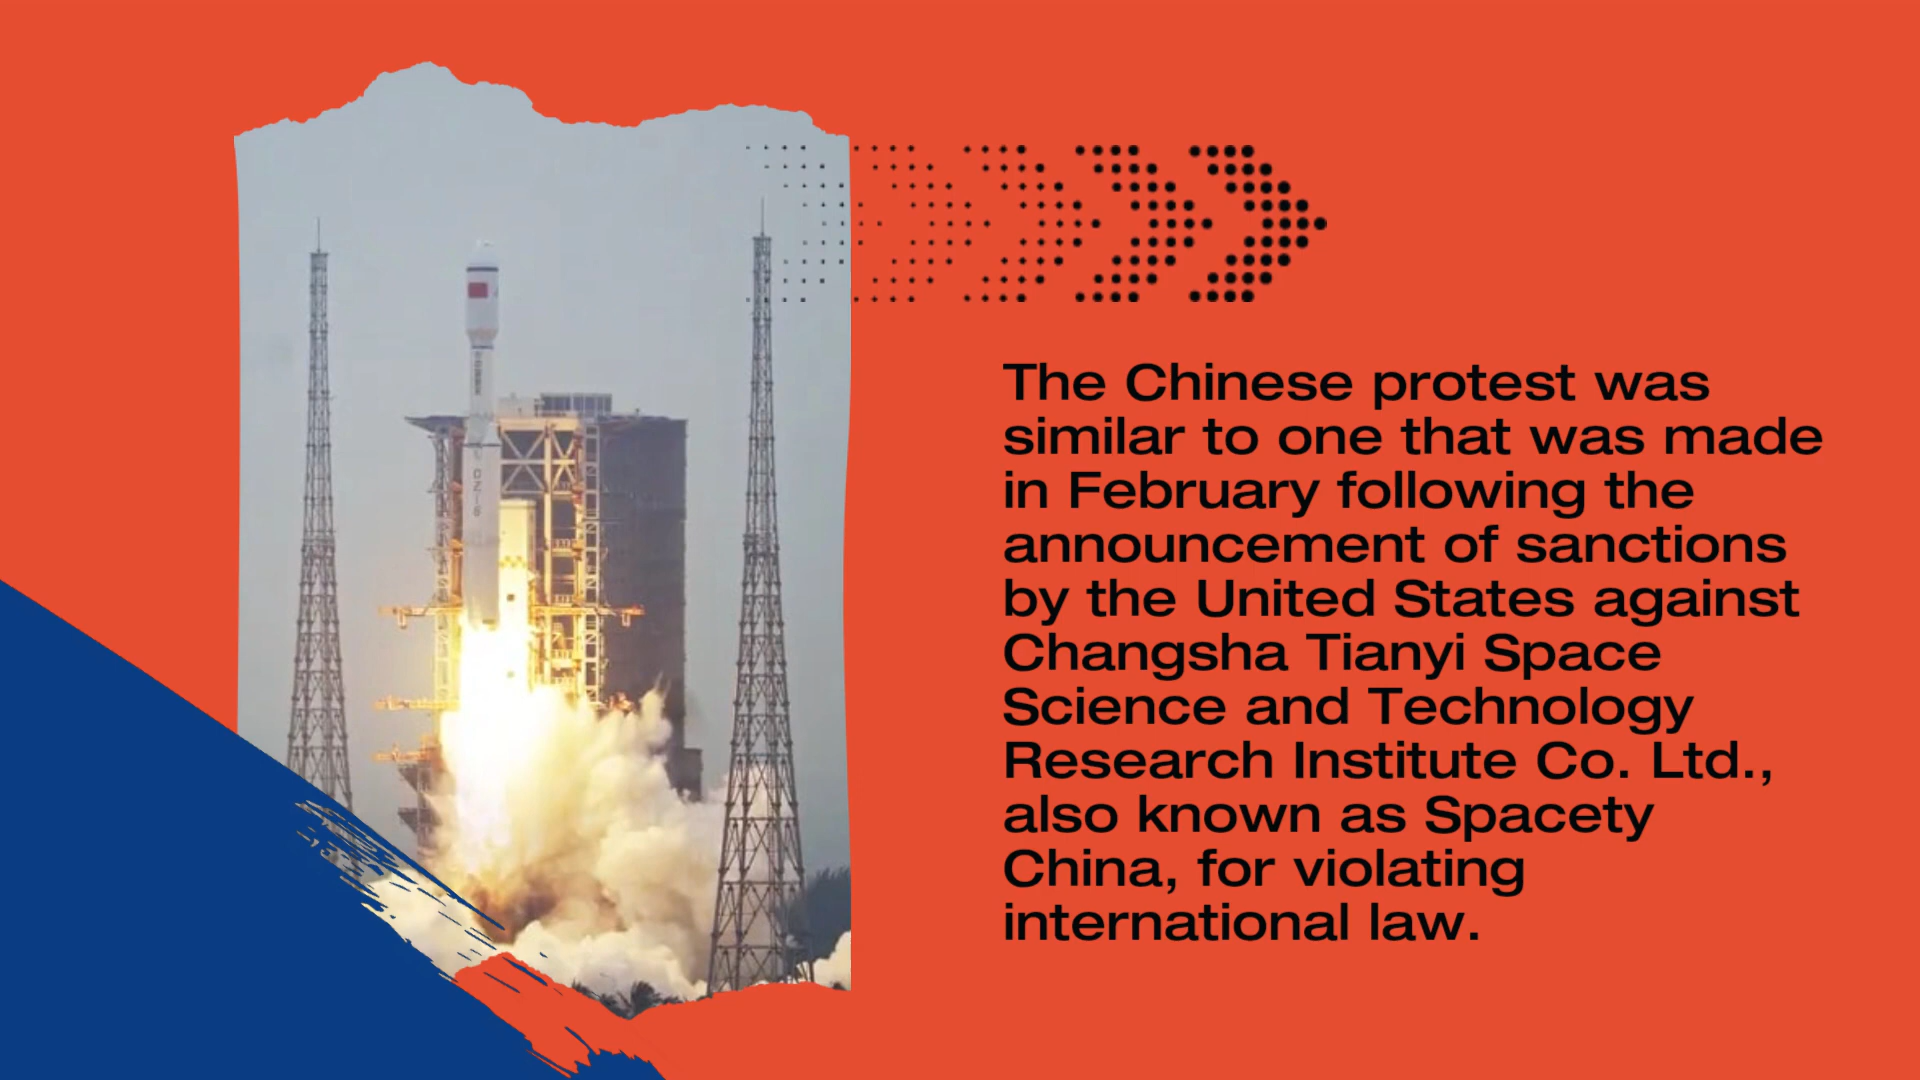 The Chinese protest was
similar to one that was made
in February following the
announcement of sanctions
by the United States against
Changsha Tianyi Space
Science and Technology
Research Institute Co. Ltd.,
also known as Spacety
China, for violating
international law.